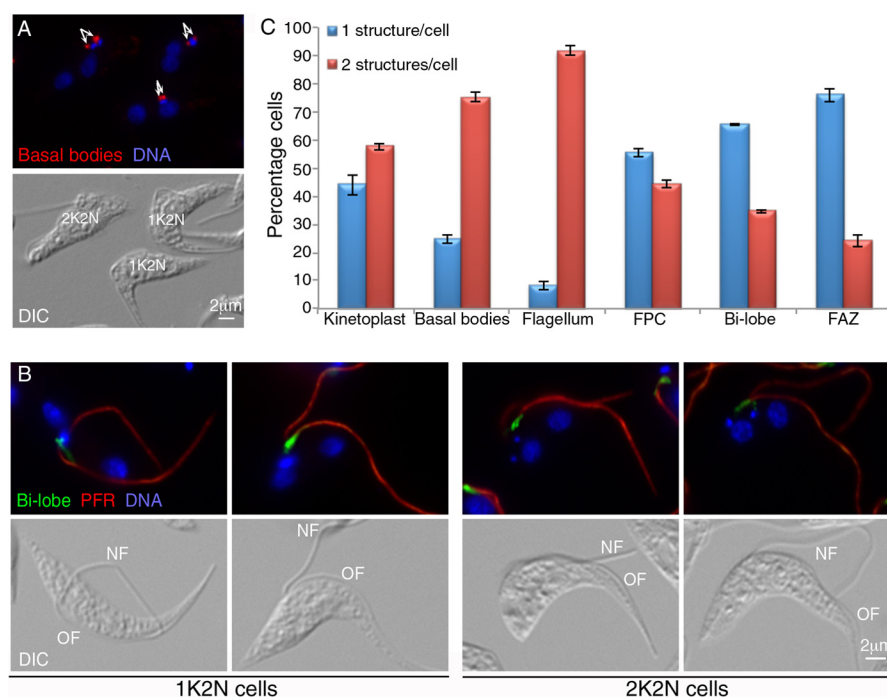 A
Basal bodies DNA
2K2N
1K2N
1K2N
DIC
2μm
C
1 structure/cell
2 structures/cell
Percentage cells
100
90
80
70
60
50
40
30
20
10
0
Kinetoplast Basal bodies Flagellum FPC Bi-lobe FAZ
B
Bi-lobe PFR DNA
NF
OF
DIC
NF
OF
NF
OF
NF
OF
2μm
1K2N cells
2K2N cells